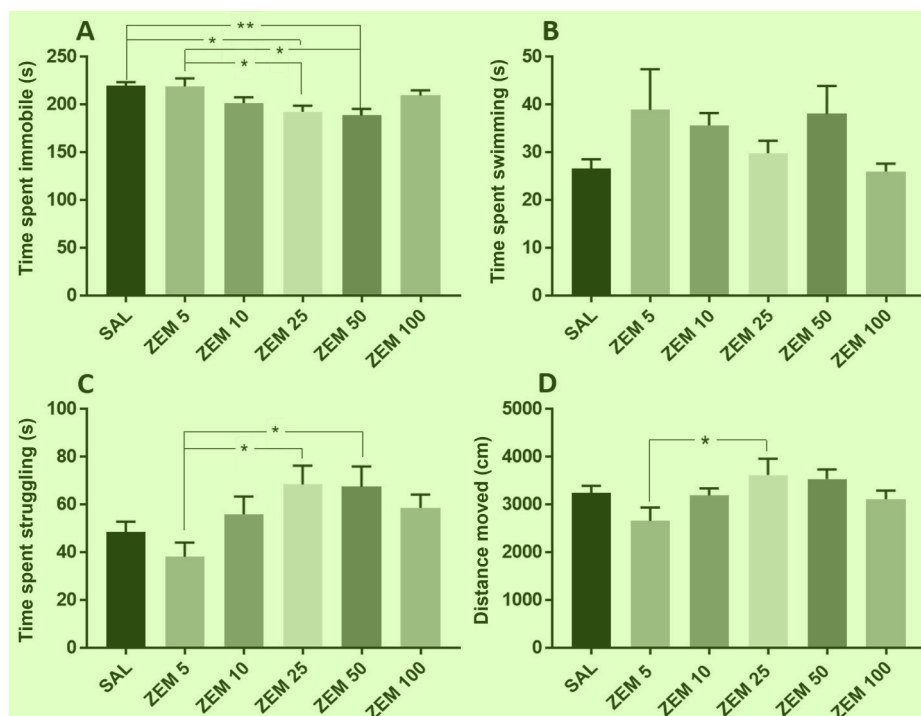 A
**
*
*
*
Time spent immobile (s)
250
200
150
100
50
0
SAL
ZEM 5
ZEM 10
ZEM 25
ZEM 50
ZEM 100
B
Time spent swimming (s)
50
40
30
20
10
0
SAL
ZEM 5
ZEM 10
ZEM 25
ZEM 50
ZEM 100
C
*
*
Time spent struggling (s)
100
80
60
40
20
0
SAL
ZEM 5
ZEM 10
ZEM 25
ZEM 50
ZEM 100
D
*
Distance moved (cm)
5000
4000
3000
2000
1000
0
SAL
ZEM 5
ZEM 10
ZEM 25
ZEM 50
ZEM 100